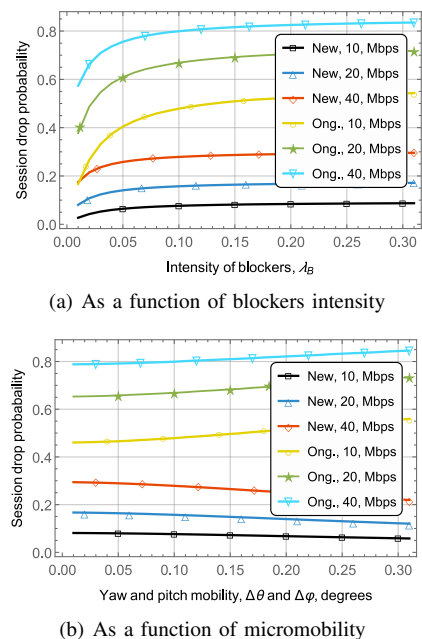 Session drop probabaility
0.8
0.6
0.4
0.2
0.0
New, 10, Mbps
New, 20, Mbps
New, 40, Mbps
Ong., 10, Mbps
Ong., 20, Mbps
Ong., 40, Mbps
0.00 0.05 0.10 0.15 0.20 0.25 0.30
Intensity of blockers, λB
(a) As a function of blockers intensity
Session drop probabaility
0.8
0.6
0.4
0.2
0.0
New, 10, Mbps
New, 20, Mbps
New, 40, Mbps
Ong., 10, Mbps
Ong., 20, Mbps
Ong., 40, Mbps
0.00 0.05 0.10 0.15 0.20 0.25 0.30
Yaw and pitch mobility, Δθ and Δφ, degrees
(b) As a function of micromobility